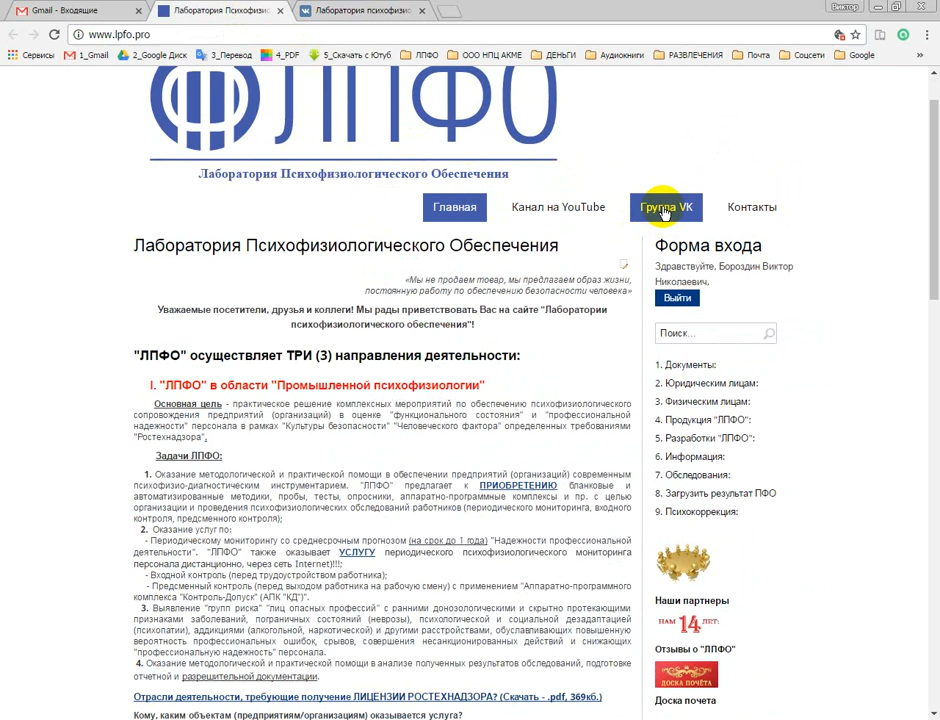 Gmail - Входящие
Лаборатория Психофизис
Лаборатория психофизис
Виктор
www.lpfo.pro
Сервисы
1_Gmail
2_Google Диск
3_Перевод
4_PDF
5_Скачать с Ютуб
ЛПФО
ООО НПЦ АКМЕ
ДЕНЬГИ
Аудиокниги
РАЗВЛЕЧЕНИЯ
Почта
Соцсети
Google
»
ЛПФО
Лаборатория Психофизиологического Обеспечения
Главная
Канал на YouTube
Группа VK
Контакты
Лаборатория Психофизиологического Обеспечения
«Мы не продаем товар, мы предлагаем образ жизни,
постоянную работу по обеспечению безопасности человека»
Уважаемые посетители, друзья и коллеги! Мы рады приветствовать Вас на сайте "Лаборатории
психофизиологического обеспечения"!
"ЛПФО" осуществляет ТРИ (3) направления деятельности:
I. "ЛПФО" в области "Промышленной психофизиологии"
Основная цель - практическое решение комплексных мероприятий по обеспечению психофизиологического
сопровождения предприятий (организаций) в оценке "функционального состояния" и "профессиональной
надежности" персонала в рамках "Культуры безопасности" "Человеческого фактора" определенных требованиями
"Ростехнадзора".
Задачи ЛПФО:
1. Оказание методологической и практической помощи в обеспечении предприятий (организаций) современным
психофизио-диагностическим инструментарием. "ЛПФО" предлагает к ПРИОБРЕТЕНИЮ бланковые и
автоматизированные методики, пробы, тесты, опросники, аппаратно-программные комплексы и пр. с целью
организации и проведения психофизиологических обследований работников (периодического мониторинга, входного
контроля, предсменного контроля);
2. Оказание услуг по:
- Периодическому мониторингу со среднесрочным прогнозом (на срок до 1 года) "Надежности профессиональной
деятельности". "ЛПФО" также оказывает УСЛУГУ периодического психофизиологического мониторинга
персонала дистанционно, через сеть Internet)!!!;
- Входной контроль (перед трудоустройством работника);
- Предсменный контроль (перед выходом работника на рабочую смену) с применением "Аппаратно-программного
комплекса "Контроль-Допуск" (АПК "КД")".
3. Выявление "групп риска" "лиц опасных профессий" с ранними донозологическими и скрытно протекающими
признаками заболеваний, пограничных состояний (неврозы), психологической и социальной дезадаптацией
(психопатии), аддикциями (алкогольной, наркотической) и другими расстройствами, обуславливающих повышенную
вероятность профессиональных ошибок, срывов, совершения несанкционированных действий и снижающих
"профессиональную надежность" персонала.
4. Оказание методологической и практической помощи в анализе полученных результатов обследований, подготовке
отчетной и разрешительной документации.
Отрасли деятельности, требующие получение ЛИЦЕНЗИИ РОСТЕХНАДЗОРА? (Скачать - .pdf, 369кб.)
Кому, каким объектам (предприятиям/организациям) оказывается услуга?
Форма входа
Здравствуйте, Бороздин Виктор
Николаевич,
Выйти
Поиск...
1. Документы:
2. Юридическим лицам:
3. Физическим лицам:
4. Продукция "ЛПФО":
5. Разработки "ЛПФО":
6. Информация:
7. Обследования:
8. Загрузить результат ПФО
9. Психокоррекция:
Наши партнеры
НАМ 14 ЛЕТ:
Отзывы о "ЛПФО"
ДОСКА ПОЧЁТА
Доска почета